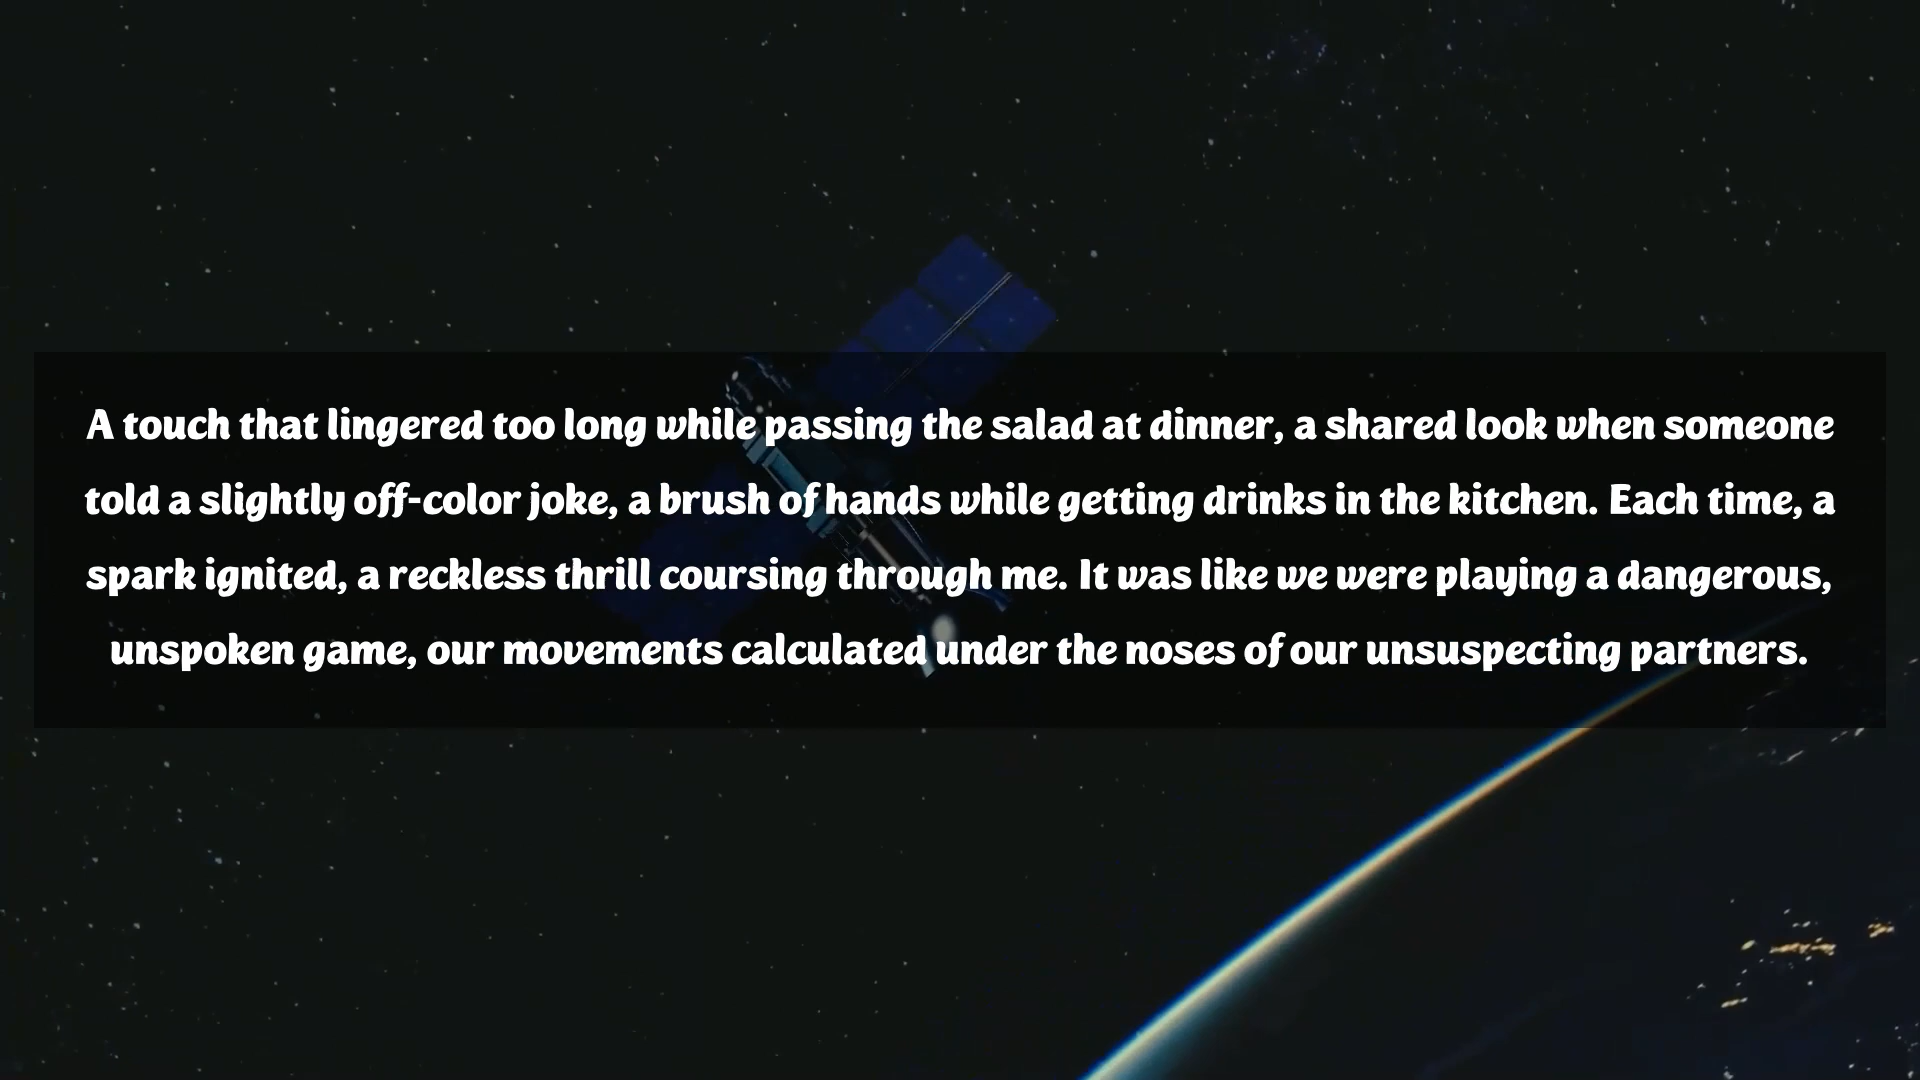 A touch that lingered too long while passing the salad at dinner, a shared look when someone
told a slightly off-color joke, a brush of hands while getting drinks in the kitchen. Each time, a
spark ignited, a reckless thrill coursing through me. It was like we were playing a dangerous,
unspoken game, our movements calculated under the noses of our unsuspecting partners.